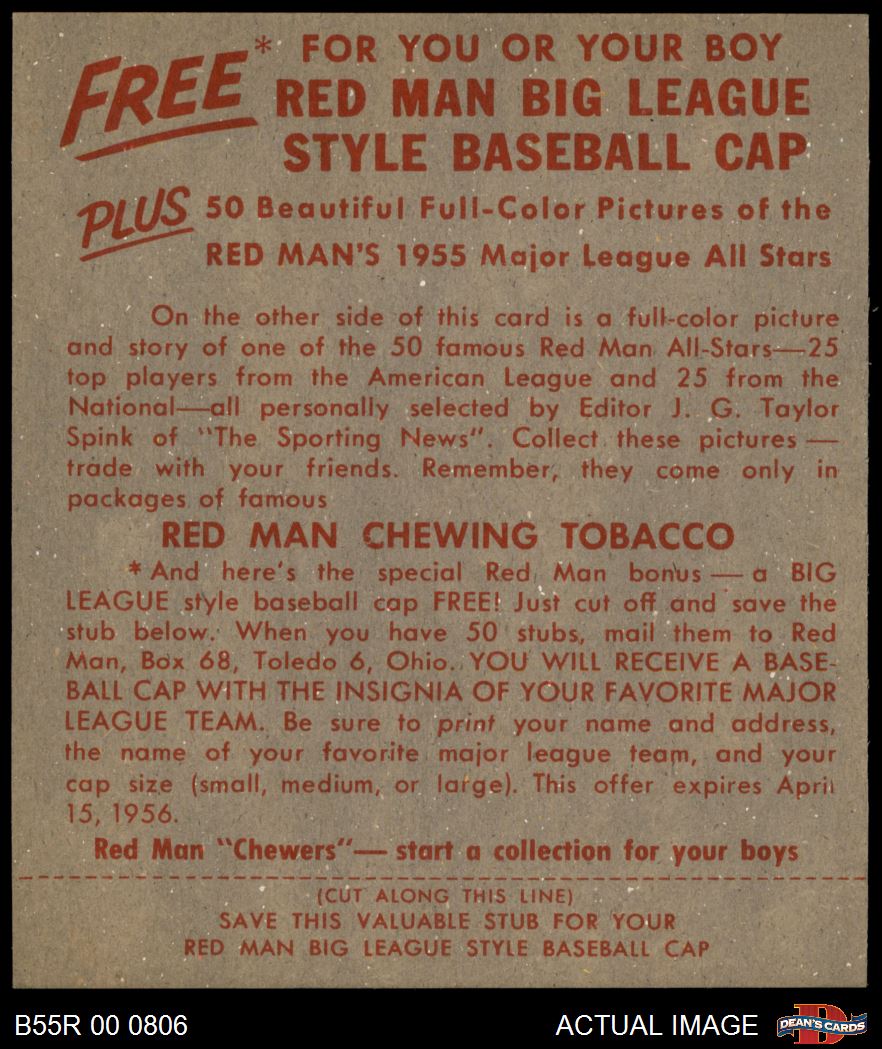 FREE* FOR YOU OR YOUR BOY
RED MAN BIG LEAGUE
STYLE BASEBALL CAP
PLUS 50 Beautiful Full-Color Pictures of the
RED MAN'S 1955 Major League All Stars
On the other side of this card is a full-color picture
and story of one of the 50 famous Red Man All-Stars—25
top players from the American League and 25 from the
National—all personally selected by Editor J. G. Taylor
Spink of "The Sporting News". Collect these pictures —
trade with your friends. Remember, they come only in
packages of famous
RED MAN CHEWING TOBACCO
* And here's the special Red Man bonus — a BIG
LEAGUE style baseball cap FREE! Just cut off and save the
stub below. When you have 50 stubs, mail them to Red
Man, Box 68, Toledo 6, Ohio. YOU WILL RECEIVE A BASE-
BALL CAP WITH THE INSIGNIA OF YOUR FAVORITE MAJOR
LEAGUE TEAM. Be sure to print your name and address,
the name of your favorite major league team, and your
cap size (small, medium, or large). This offer expires April
15, 1956.
Red Man "Chewers"— start a collection for your boys
(CUT ALONG THIS LINE)
SAVE THIS VALUABLE STUB FOR YOUR
RED MAN BIG LEAGUE STYLE BASEBALL CAP
B55R 00 0806 ACTUAL IMAGE DEAN'S CARDS